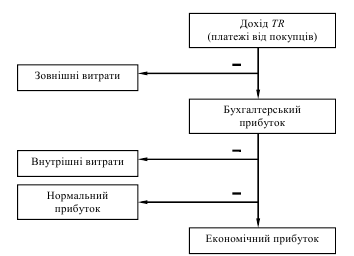 Дохід TR
(платежі від покупців)
–
Зовнішні витрати
Бухгалтерський
прибуток
–
Внутрішні витрати
–
Нормальний
прибуток
Економічний прибуток